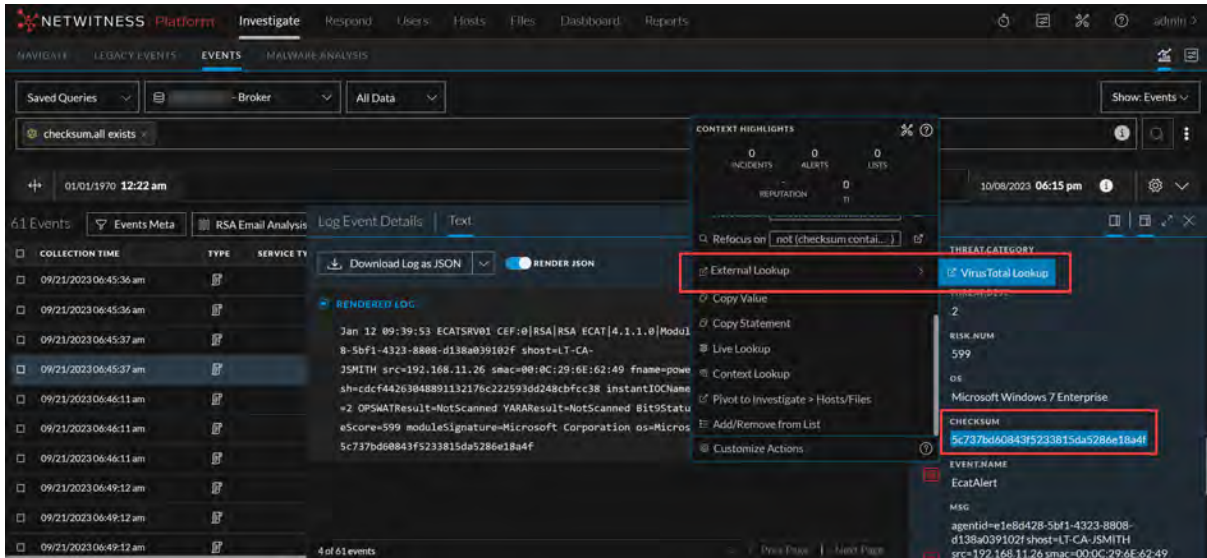 NETWITNESS Platform Investigate Respond Users Hosts Files Dashboard Reports admin >
NAVIGATE LEGACY EVENTS EVENTS MALWARE ANALYSIS
Saved Queries - Broker All Data Show: Events
checksum.all exists
01/01/1970 12:22 am 10/08/2023 06:15 pm
CONTEXT HIGHLIGHTS
0 0 0
INCIDENTS ALERTS LISTS
- 0
REPUTATION TI
Refocus on not (checksum contai... )
External Lookup >
VirusTotal Lookup
Copy Value
Copy Statement
Live Lookup
Context Lookup
Pivot to Investigate > Hosts/Files
Add/Remove from List
Customize Actions
61 Events Events Meta RSA Email Analysis
COLLECTION TIME TYPE SERVICE TY
09/21/2023 06:45:36 am
09/21/2023 06:45:36 am
09/21/2023 06:45:37 am
09/21/2023 06:45:37 am
09/21/2023 06:46:11 am
09/21/2023 06:46:11 am
09/21/2023 06:46:11 am
09/21/2023 06:49:12 am
09/21/2023 06:49:12 am
09/21/2023 06:49:12 am
Log Event Details Text
Download Log as JSON RENDER JSON
RENDERED LOG
Jan 12 09:39:53 ECATSRV01 CEF:0|RSA|RSA ECAT|4.1.1.0|Modul
8-5bf1-4323-8808-d138a039102f shost=LT-CA-
JSMITH src=192.168.11.26 smac=00:0C:29:6E:62:49 fname=powe
sh=cdcf44263048891132176c222593dd248cbfcc38 instantIOCName
=2 OPSWATResult=NotScanned YARAResult=NotScanned Bit9Statu
eScore=599 moduleSignature=Microsoft Corporation os=Micros
5c737bd60843f5233815da5286e18a4f
4 of 61 events Prev Page Next Page
THREAT.CATEGORY
2
RISK.NUM
599
OS
Microsoft Windows 7 Enterprise
CHECKSUM
5c737bd60843f5233815da5286e18a4f
EVENT.NAME
EcatAlert
MSG
agentid=e1e8d428-5bf1-4323-8808-
d138a039102f shost=LT-CA-JSMITH
src=192.168.11.26 smac=00:0C:29:6E:62:49